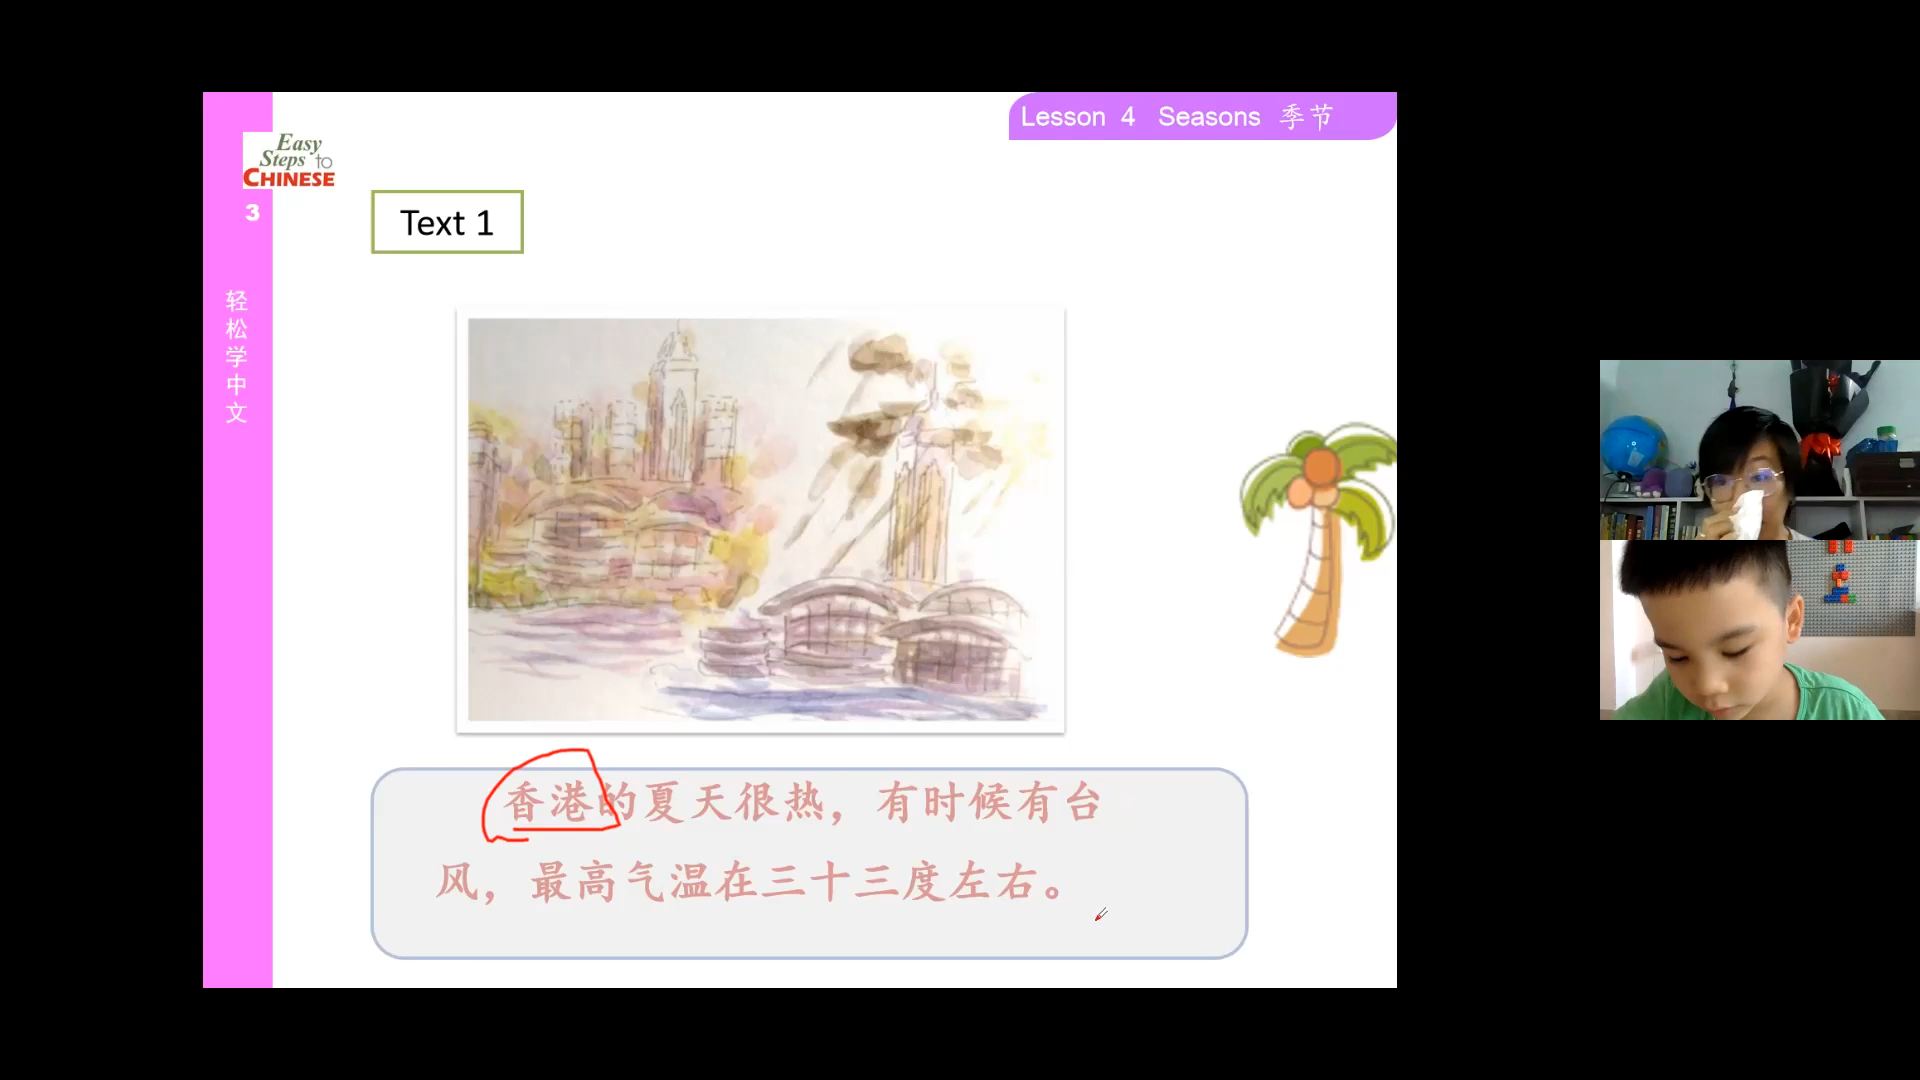 Lesson 4 Seasons 季节
Easy
Steps to
CHINESE
3
轻松学中文
Text 1
香港的夏天很热，有时候有台
风，最高气温在三十三度左右。